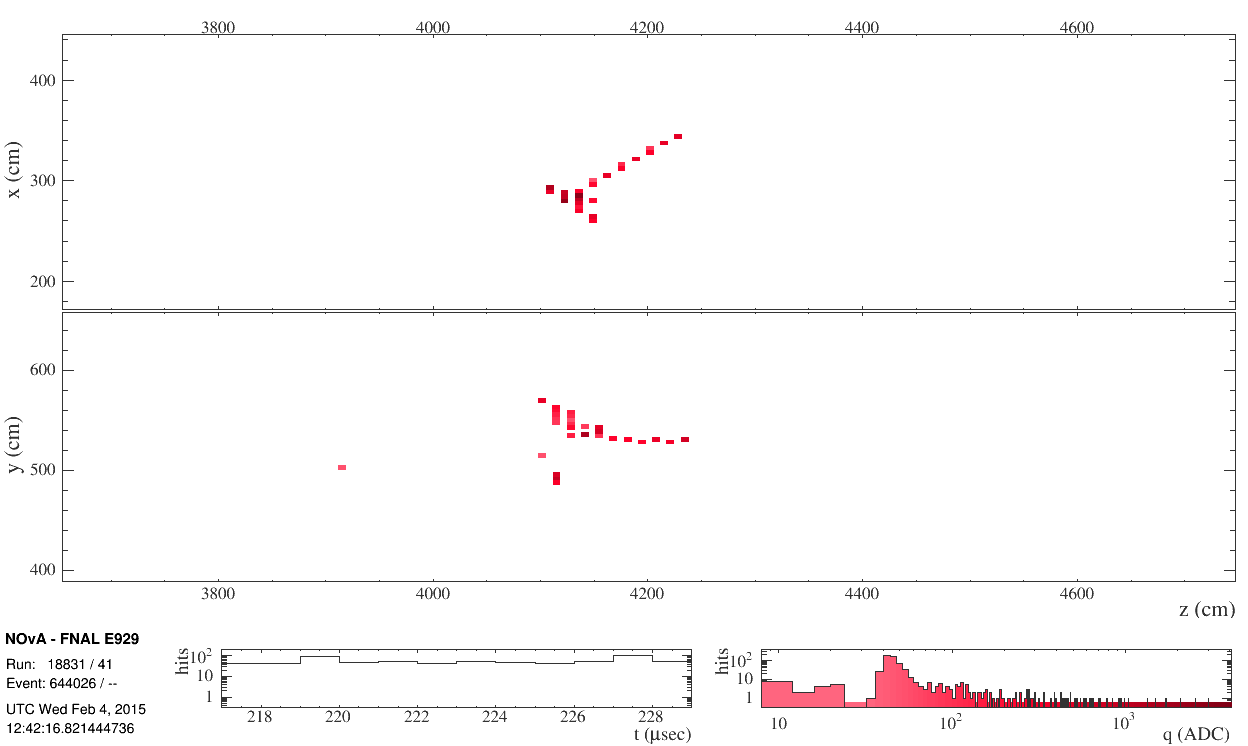 3800 4000 4200 4400 4600
400
300
200
x (cm)
600
500
400
y (cm)
3800 4000 4200 4400 4600
z (cm)
NOvA - FNAL E929
Run: 18831 / 41
Event: 644026 / --
UTC Wed Feb 4, 2015
12:42:16.821444736
hits
10²
10
1
218 220 222 224 226 228
t (μsec)
hits
10²
10
1
10 10² 10³
q (ADC)